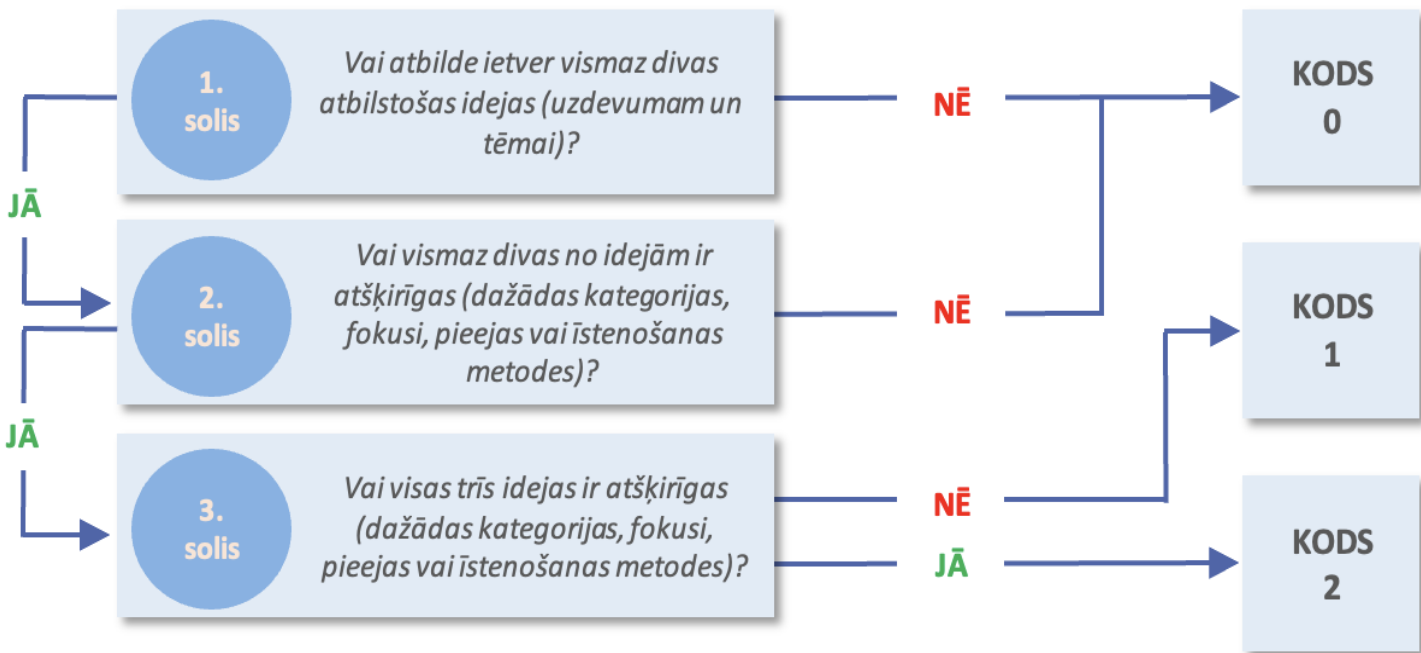 1.
solis
Vai atbilde ietver vismaz divas
atbilstošas idejas (uzdevumam un
tēmai)?
NĒ
KODS
0
JĀ
2.
solis
Vai vismaz divas no idejām ir
atšķirīgas (dažādas kategorijas,
fokusi, pieejas vai īstenošanas
metodes)?
NĒ
KODS
1
JĀ
3.
solis
Vai visas trīs idejas ir atšķirīgas
(dažādas kategorijas, fokusi,
pieejas vai īstenošanas metodes)?
NĒ
JĀ
KODS
2